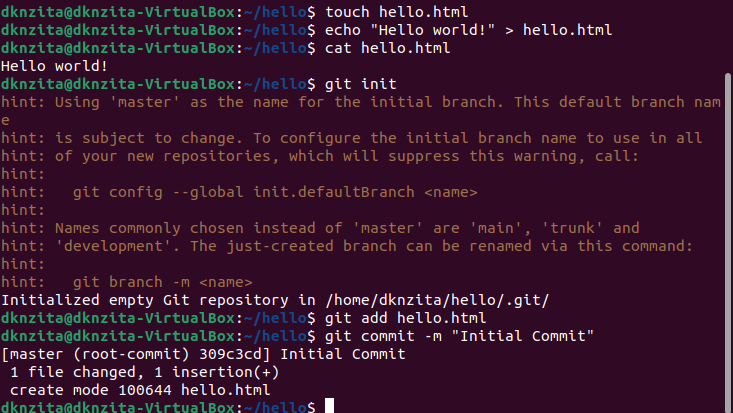 dknzita@dknzita-VirtualBox:~/hello$ touch hello.html
dknzita@dknzita-VirtualBox:~/hello$ echo "Hello world!" > hello.html
dknzita@dknzita-VirtualBox:~/hello$ cat hello.html
Hello world!
dknzita@dknzita-VirtualBox:~/hello$ git init
hint: Using 'master' as the name for the initial branch. This default branch nam
e
hint: is subject to change. To configure the initial branch name to use in all
hint: of your new repositories, which will suppress this warning, call:
hint:
hint:   git config --global init.defaultBranch <name>
hint:
hint: Names commonly chosen instead of 'master' are 'main', 'trunk' and
hint: 'development'. The just-created branch can be renamed via this command:
hint:
hint:   git branch -m <name>
Initialized empty Git repository in /home/dknzita/hello/.git/
dknzita@dknzita-VirtualBox:~/hello$ git add hello.html
dknzita@dknzita-VirtualBox:~/hello$ git commit -m "Initial Commit"
[master (root-commit) 309c3cd] Initial Commit
 1 file changed, 1 insertion(+)
 create mode 100644 hello.html
dknzita@dknzita-VirtualBox:~/hello$